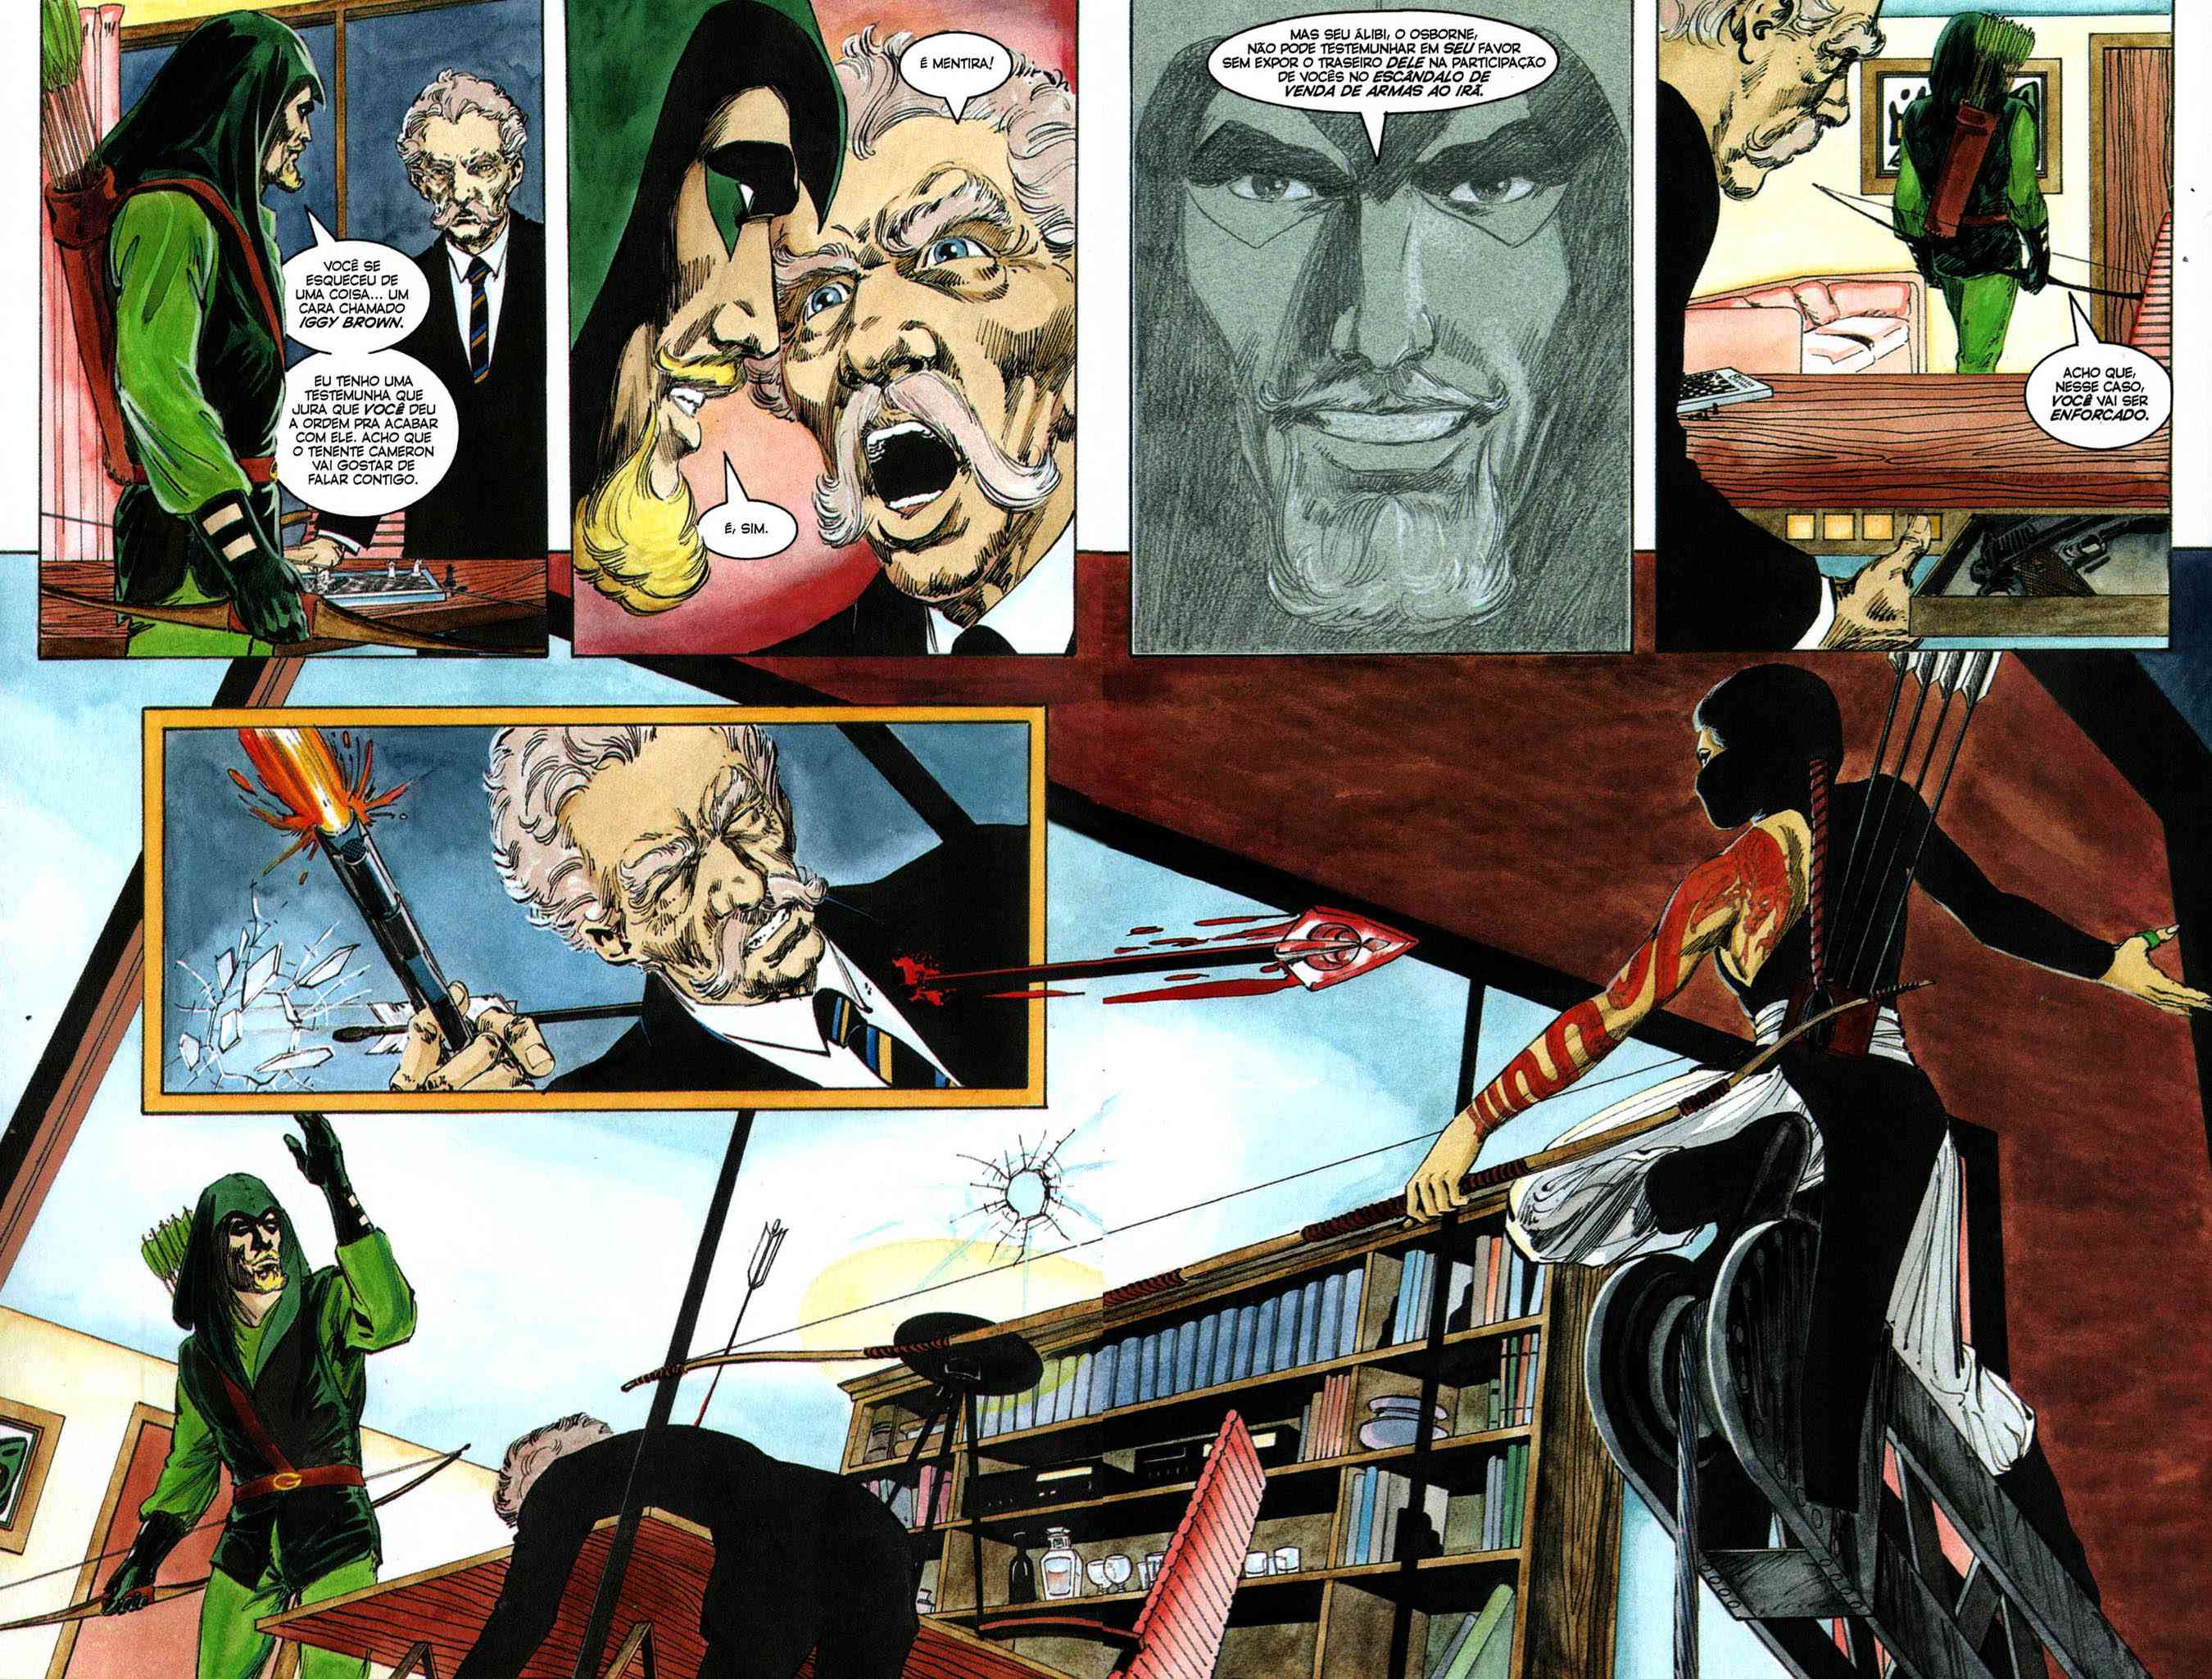 VOCÊ SE
ESQUECEU DE
UMA COISA... UM
CARA CHAMADO
IGGY BROWN.
EU TENHO UMA
TESTEMUNHA QUE
JURA QUE VOCÊ DEU
A ORDEM PRA ACABAR
COM ELE. ACHO QUE
O TENENTE CAMERON
VAI GOSTAR DE
FALAR CONTIGO.
É MENTIRA!
É, SIM.
MAS SEU ÁLIBI, O OSBORNE,
NÃO PODE TESTEMUNHAR EM SEU FAVOR
SEM EXPOR O TRASEIRO DELE NA PARTICIPAÇÃO
DE VOCÊS NO ESCÂNDALO DE
VENDA DE ARMAS AO IRÃ.
ACHO QUE,
NESSE CASO,
VOCÊ VAI SER
ENFORCADO.